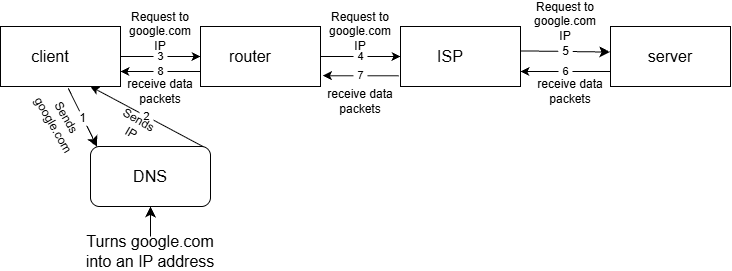 Request to
google.com
IP
Request to
google.com
IP
Request to
google.com
IP
client
3
router
4
ISP
5
server
8
7
6
receive data
packets
receive data
packets
receive data
packets
1
Sends
google.com
2
Sends
IP
DNS
Turns google.com
into an IP address